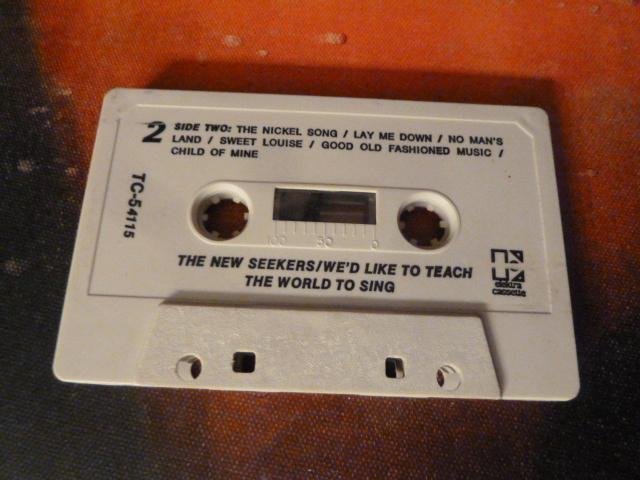 2 SIDE TWO: THE NICKEL SONG / LAY ME DOWN / NO MAN'S
LAND / SWEET LOUISE / GOOD OLD FASHIONED MUSIC /
CHILD OF MINE
TC-54115
100 50 0
THE NEW SEEKERS/WE'D LIKE TO TEACH
THE WORLD TO SING
elektra
cassette